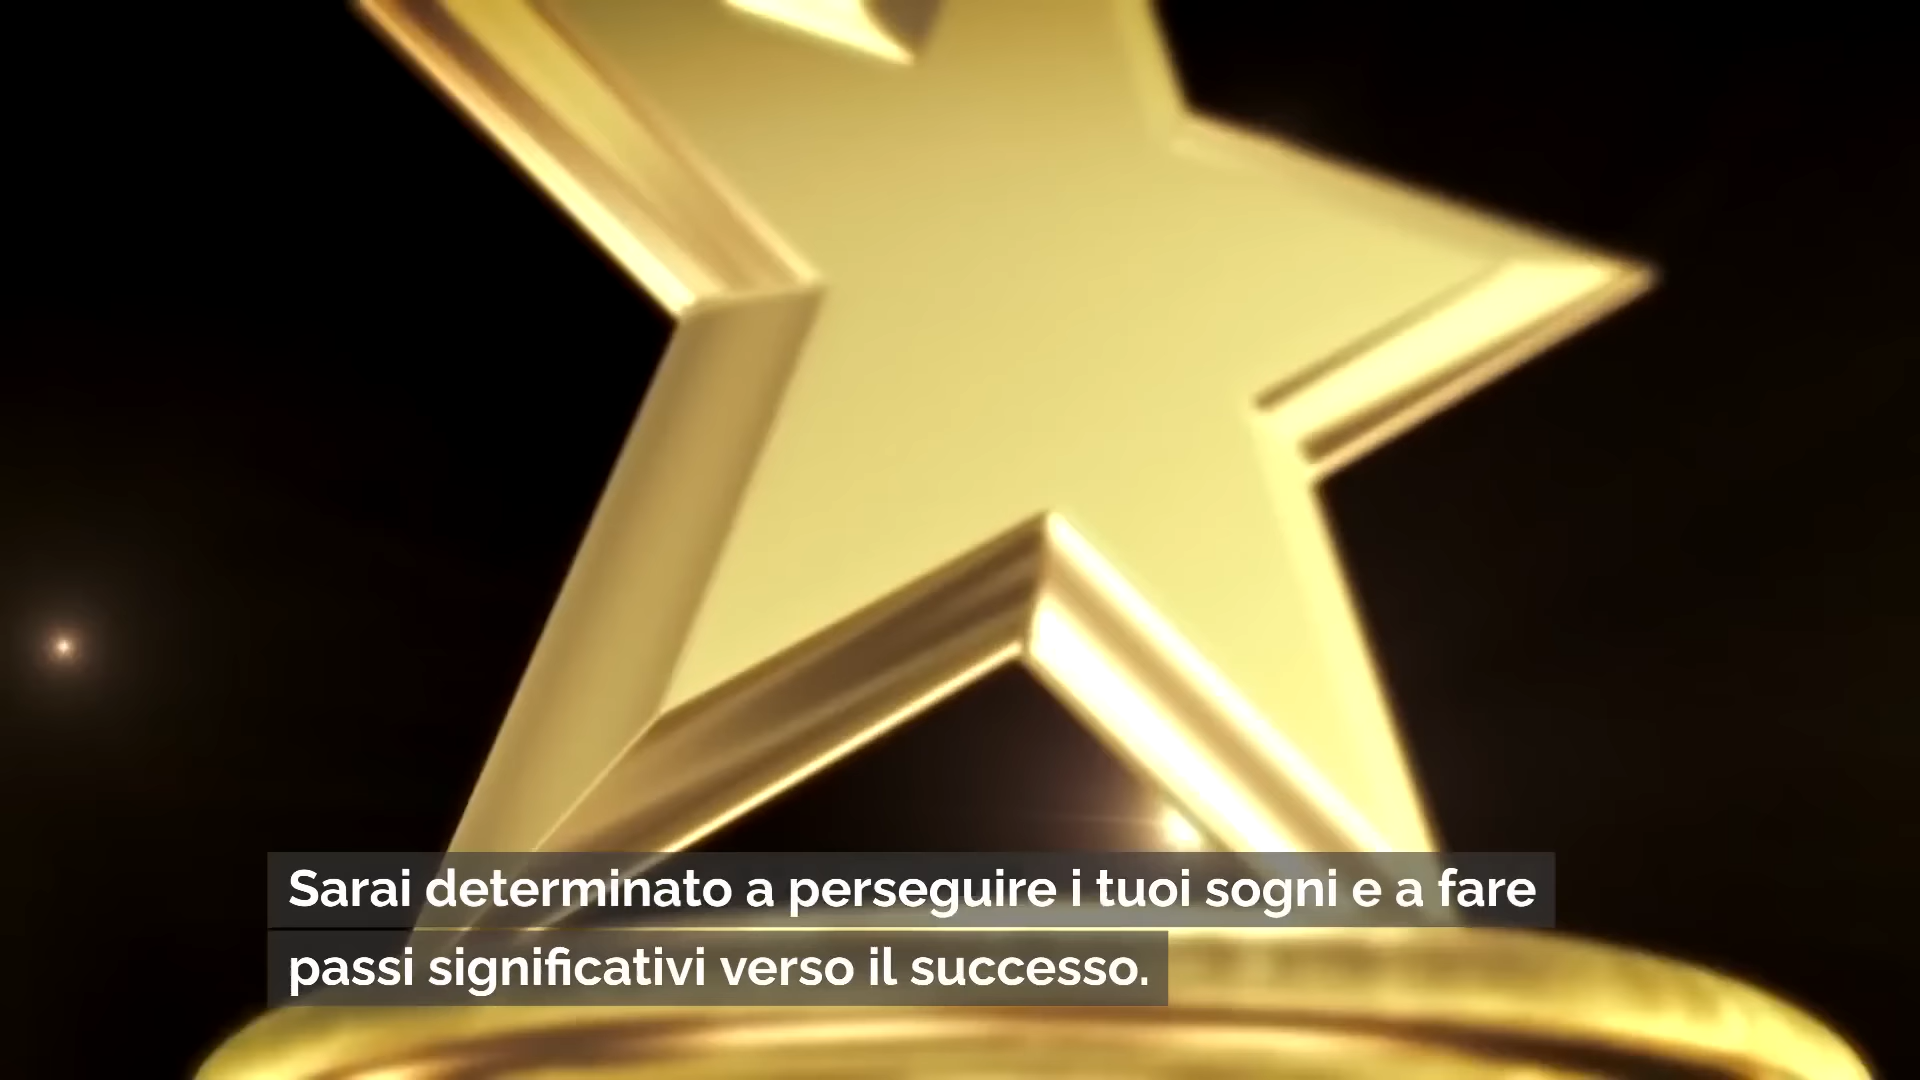 Sarai determinato a perseguire i tuoi sogni e a fare
passi significativi verso il successo.